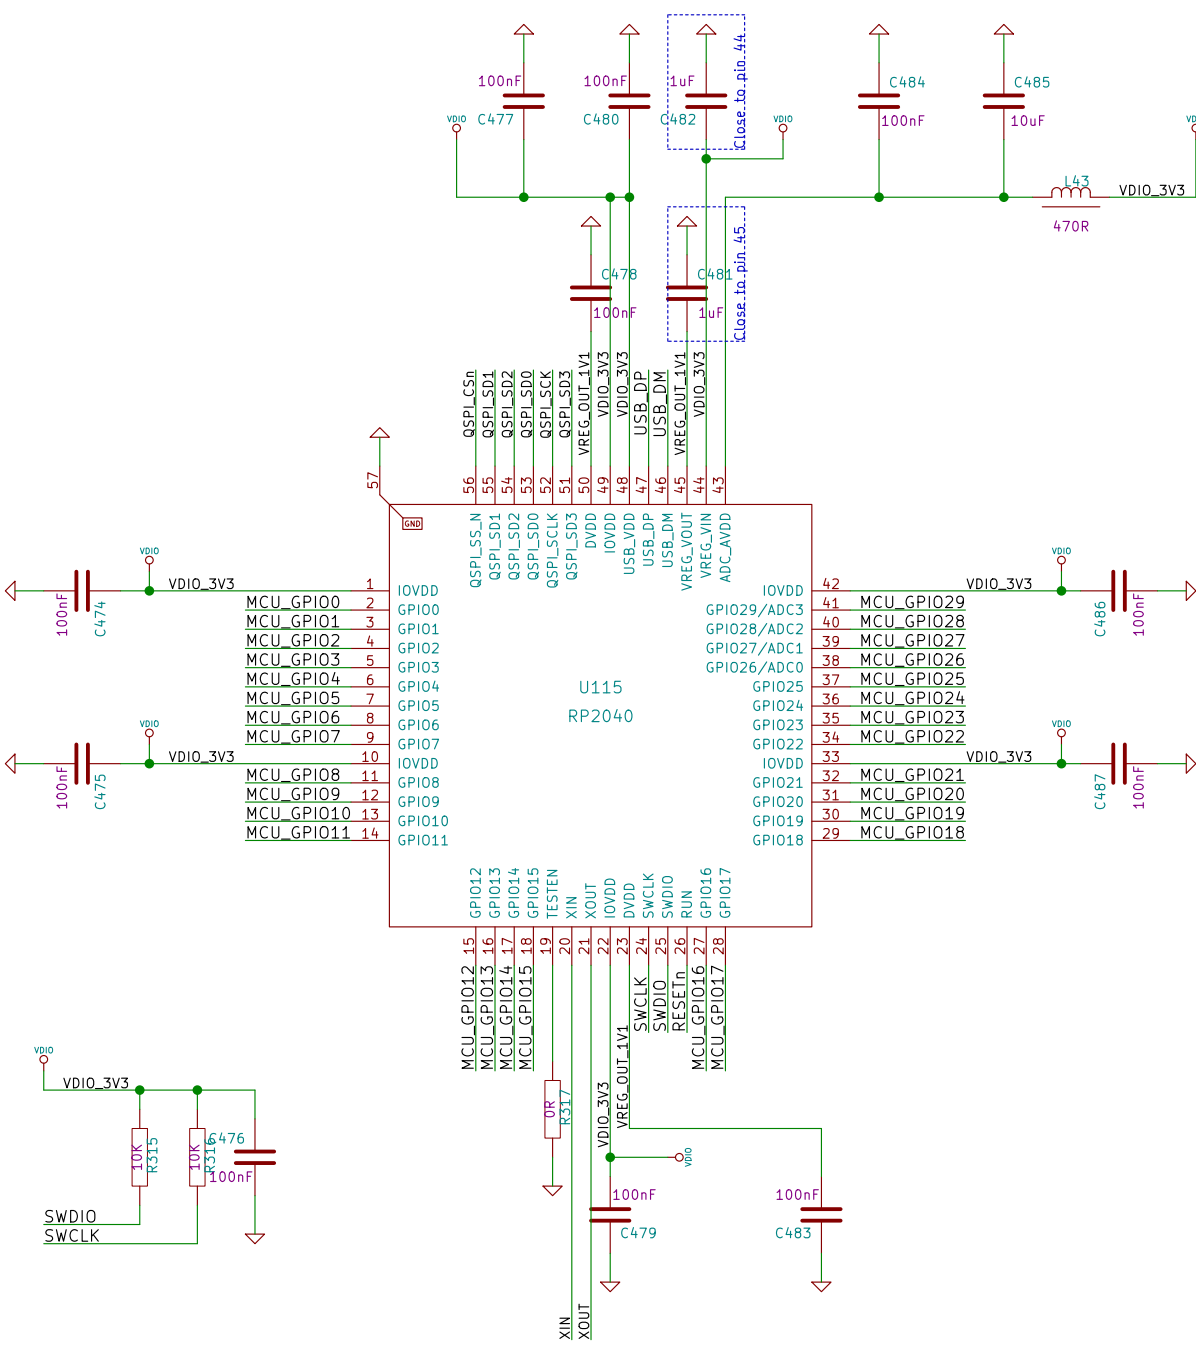 100nF
C477
100nF
C480
1uF
C482
Close to pin 44
C484
100nF
C485
10uF
VDIO
VDIO
L43
VDIO_3V3
470R
C478
100nF
C481
1uF
Close to pin 45
QSPI_CSn
QSPI_SD1
QSPI_SD2
QSPI_SD0
QSPI_SCK
QSPI_SD3
VREG_OUT_1V1
VDIO_3V3
VDIO_3V3
USB_DP
USB_DM
VREG_OUT_1V1
VDIO_3V3
57
56
55
54
53
52
51
50
49
48
47
46
45
44
43
GND
QSPI_SS_N
QSPI_SD1
QSPI_SD2
QSPI_SD0
QSPI_SCLK
QSPI_SD3
DVDD
IOVDD
USB_VDD
USB_DP
USB_DM
VREG_VOUT
VREG_VIN
ADC_AVDD
VDIO
VDIO_3V3 1 IOVDD
100nF
C474
MCU_GPIO0 2 GPIO0
MCU_GPIO1 3 GPIO1
MCU_GPIO2 4 GPIO2
MCU_GPIO3 5 GPIO3
MCU_GPIO4 6 GPIO4
MCU_GPIO5 7 GPIO5
MCU_GPIO6 8 GPIO6
MCU_GPIO7 9 GPIO7
VDIO
VDIO_3V3 10 IOVDD
100nF
C475
MCU_GPIO8 11 GPIO8
MCU_GPIO9 12 GPIO9
MCU_GPIO10 13 GPIO10
MCU_GPIO11 14 GPIO11
U115
RP2040
VDIO
IOVDD 42 VDIO_3V3
C486
100nF
GPIO29/ADC3 41 MCU_GPIO29
GPIO28/ADC2 40 MCU_GPIO28
GPIO27/ADC1 39 MCU_GPIO27
GPIO26/ADC0 38 MCU_GPIO26
GPIO25 37 MCU_GPIO25
GPIO24 36 MCU_GPIO24
GPIO23 35 MCU_GPIO23
GPIO22 34 MCU_GPIO22
VDIO
IOVDD 33 VDIO_3V3
C487
100nF
GPIO21 32 MCU_GPIO21
GPIO20 31 MCU_GPIO20
GPIO19 30 MCU_GPIO19
GPIO18 29 MCU_GPIO18
GPIO12
GPIO13
GPIO14
GPIO15
TESTEN
XIN
XOUT
IOVDD
DVDD
SWCLK
SWDIO
RUN
GPIO16
GPIO17
15
16
17
18
19
20
21
22
23
24
25
26
27
28
MCU_GPIO12
MCU_GPIO13
MCU_GPIO14
MCU_GPIO15
VDIO_3V3
VREG_OUT_1V1
SWCLK
SWDIO
RESETn
MCU_GPIO16
MCU_GPIO17
0R
R317
VDIO
100nF
C479
100nF
C483
XIN
XOUT
VDIO
VDIO_3V3
10K
R315
10K
R316
C476
100nF
SWDIO
SWCLK